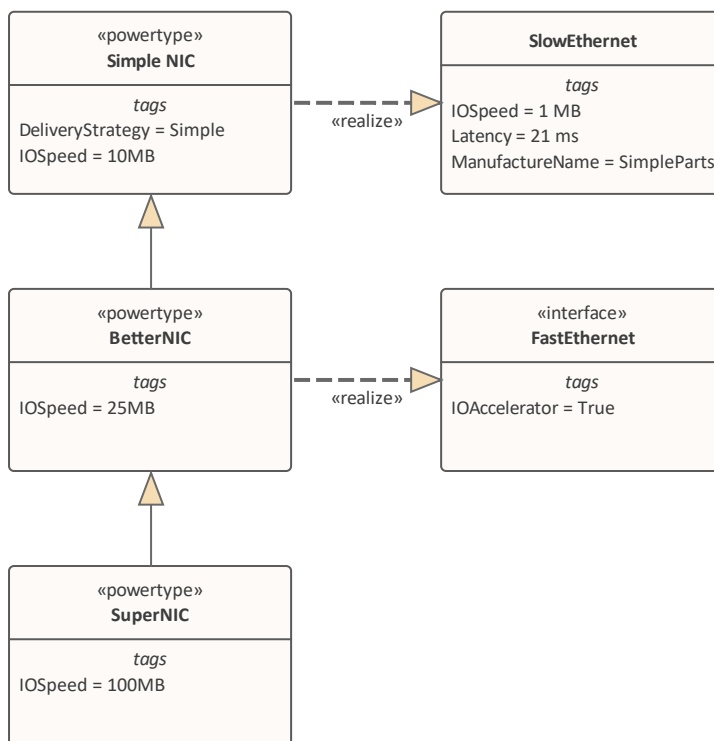 «powertype»
Simple NIC
tags
DeliveryStrategy = Simple
IOSpeed = 10MB
«realize»
SlowEthernet
tags
IOSpeed = 1 MB
Latency = 21 ms
ManufactureName = SimpleParts
«powertype»
BetterNIC
tags
IOSpeed = 25MB
«realize»
«interface»
FastEthernet
tags
IOAccelerator = True
«powertype»
SuperNIC
tags
IOSpeed = 100MB